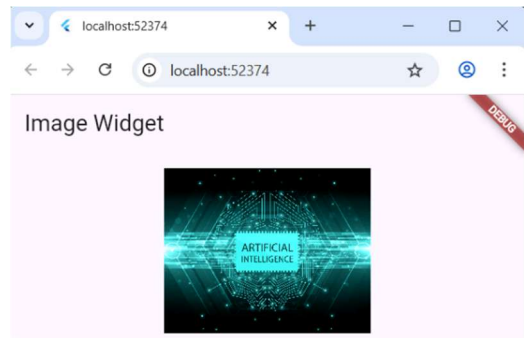 localhost:52374
localhost:52374
Image Widget
DEBUG
ARTIFICIAL
INTELLIGENCE